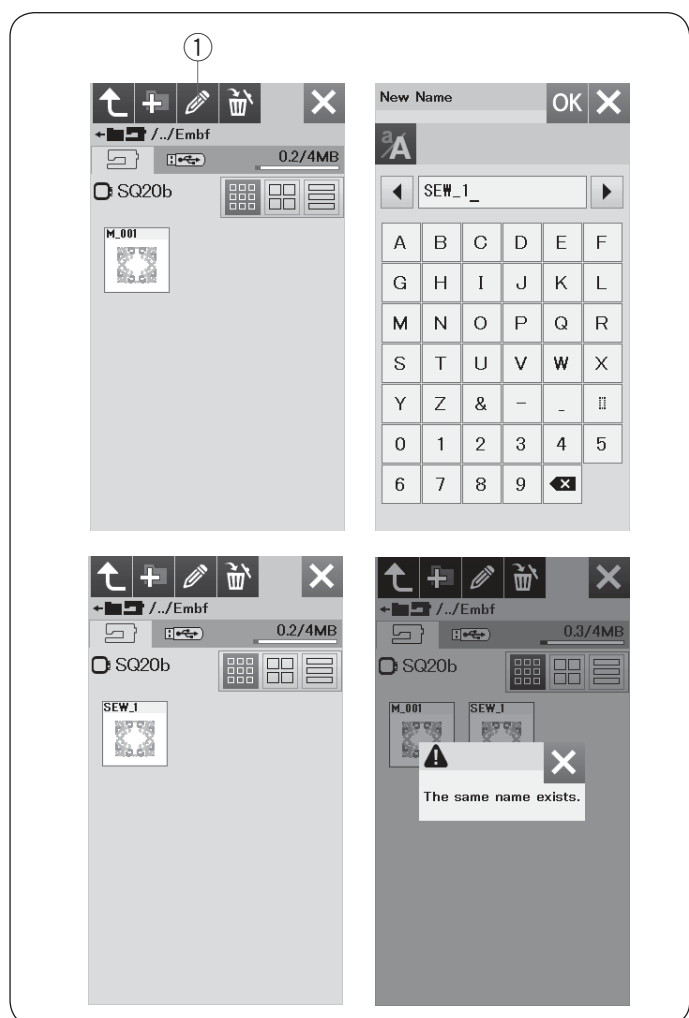 ①
/../Embf
0.2/4MB
SQ20b
M_001
New Name
OK
a/A
SEW_1_
A B C D E F
G H I J K L
M N O P Q R
S T U V W X
Y Z & – _
0 1 2 3 4 5
6 7 8 9
/../Embf
0.2/4MB
SQ20b
SEW_1
/../Embf
0.3/4MB
SQ20b
M_001 SEW_1
The same name exists.